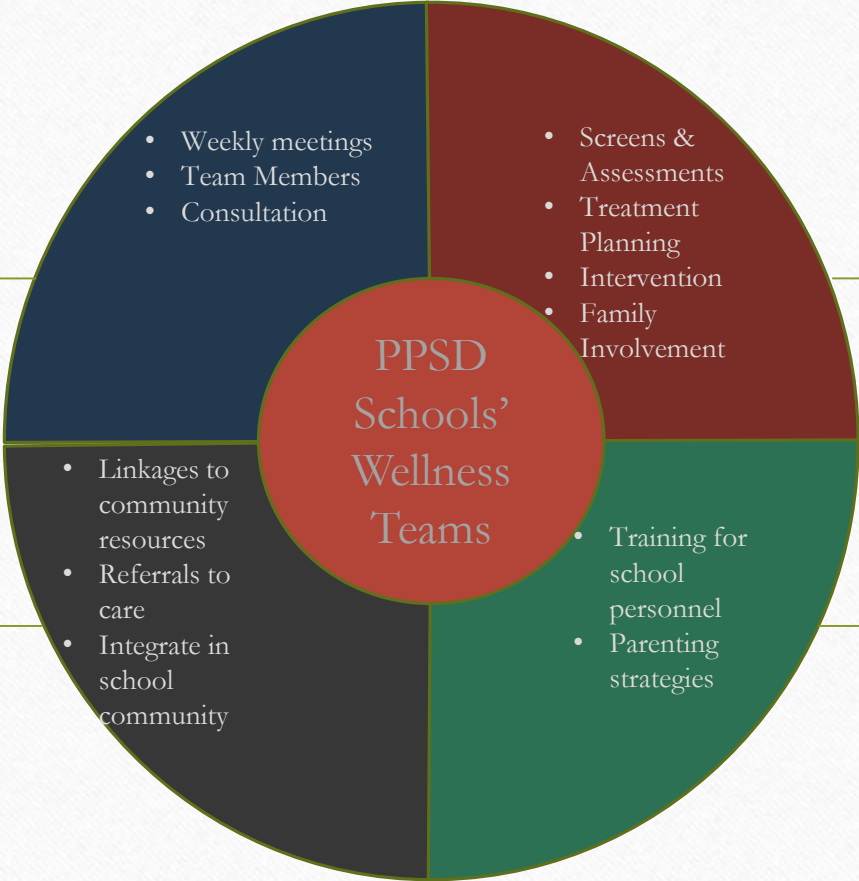 • Weekly meetings
• Team Members
• Consultation
• Screens &
Assessments
• Treatment
Planning
• Intervention
• Family
Involvement
PPSD
Schools’
Wellness
Teams
• Linkages to
community
resources
• Referrals to
care
• Integrate in
school
community
• Training for
school
personnel
• Parenting
strategies